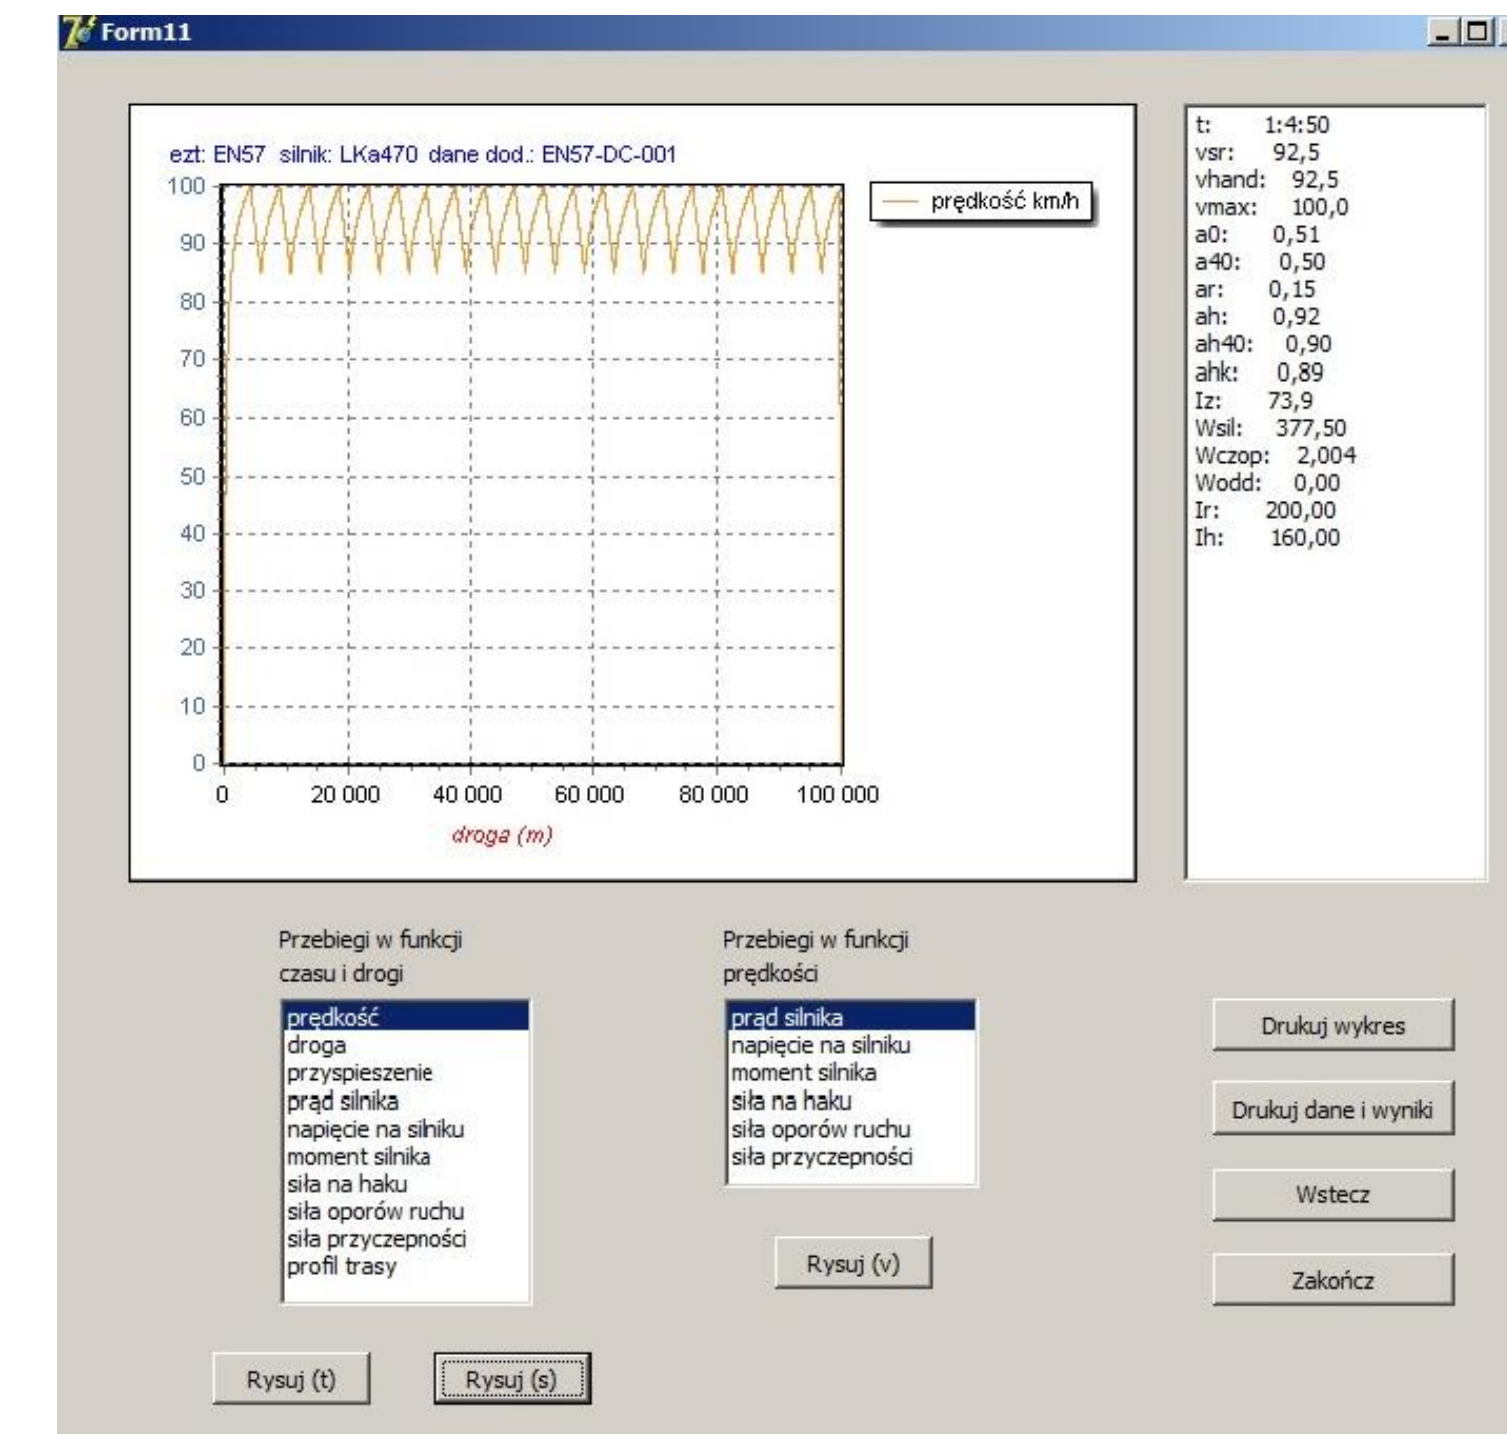 Form11
ezt: EN57 silnik: LKa470 dane dod.: EN57-DC-001
100
90
80
70
60
50
40
30
20
10
0
0 20 000 40 000 60 000 80 000 100 000
droga (m)
prędkość km/h
t: 1:4:50
vsr: 92,5
vhand: 92,5
vmax: 100,0
a0: 0,51
a40: 0,50
ar: 0,15
ah: 0,92
ah40: 0,90
ahk: 0,89
Iz: 73,9
Wsil: 377,50
Wczop: 2,004
Wodd: 0,00
Ir: 200,00
Ih: 160,00
Przebiegi w funkcji
czasu i drogi
prędkość
droga
przyspieszenie
prąd silnika
napięcie na silniku
moment silnika
siła na haku
siła oporów ruchu
siła przyczepności
profil trasy
Rysuj (t)
Rysuj (s)
Przebiegi w funkcji
prędkości
prąd silnika
napięcie na silniku
moment silnika
siła na haku
siła oporów ruchu
siła przyczepności
Rysuj (v)
Drukuj wykres
Drukuj dane i wyniki
Wstecz
Zakończ